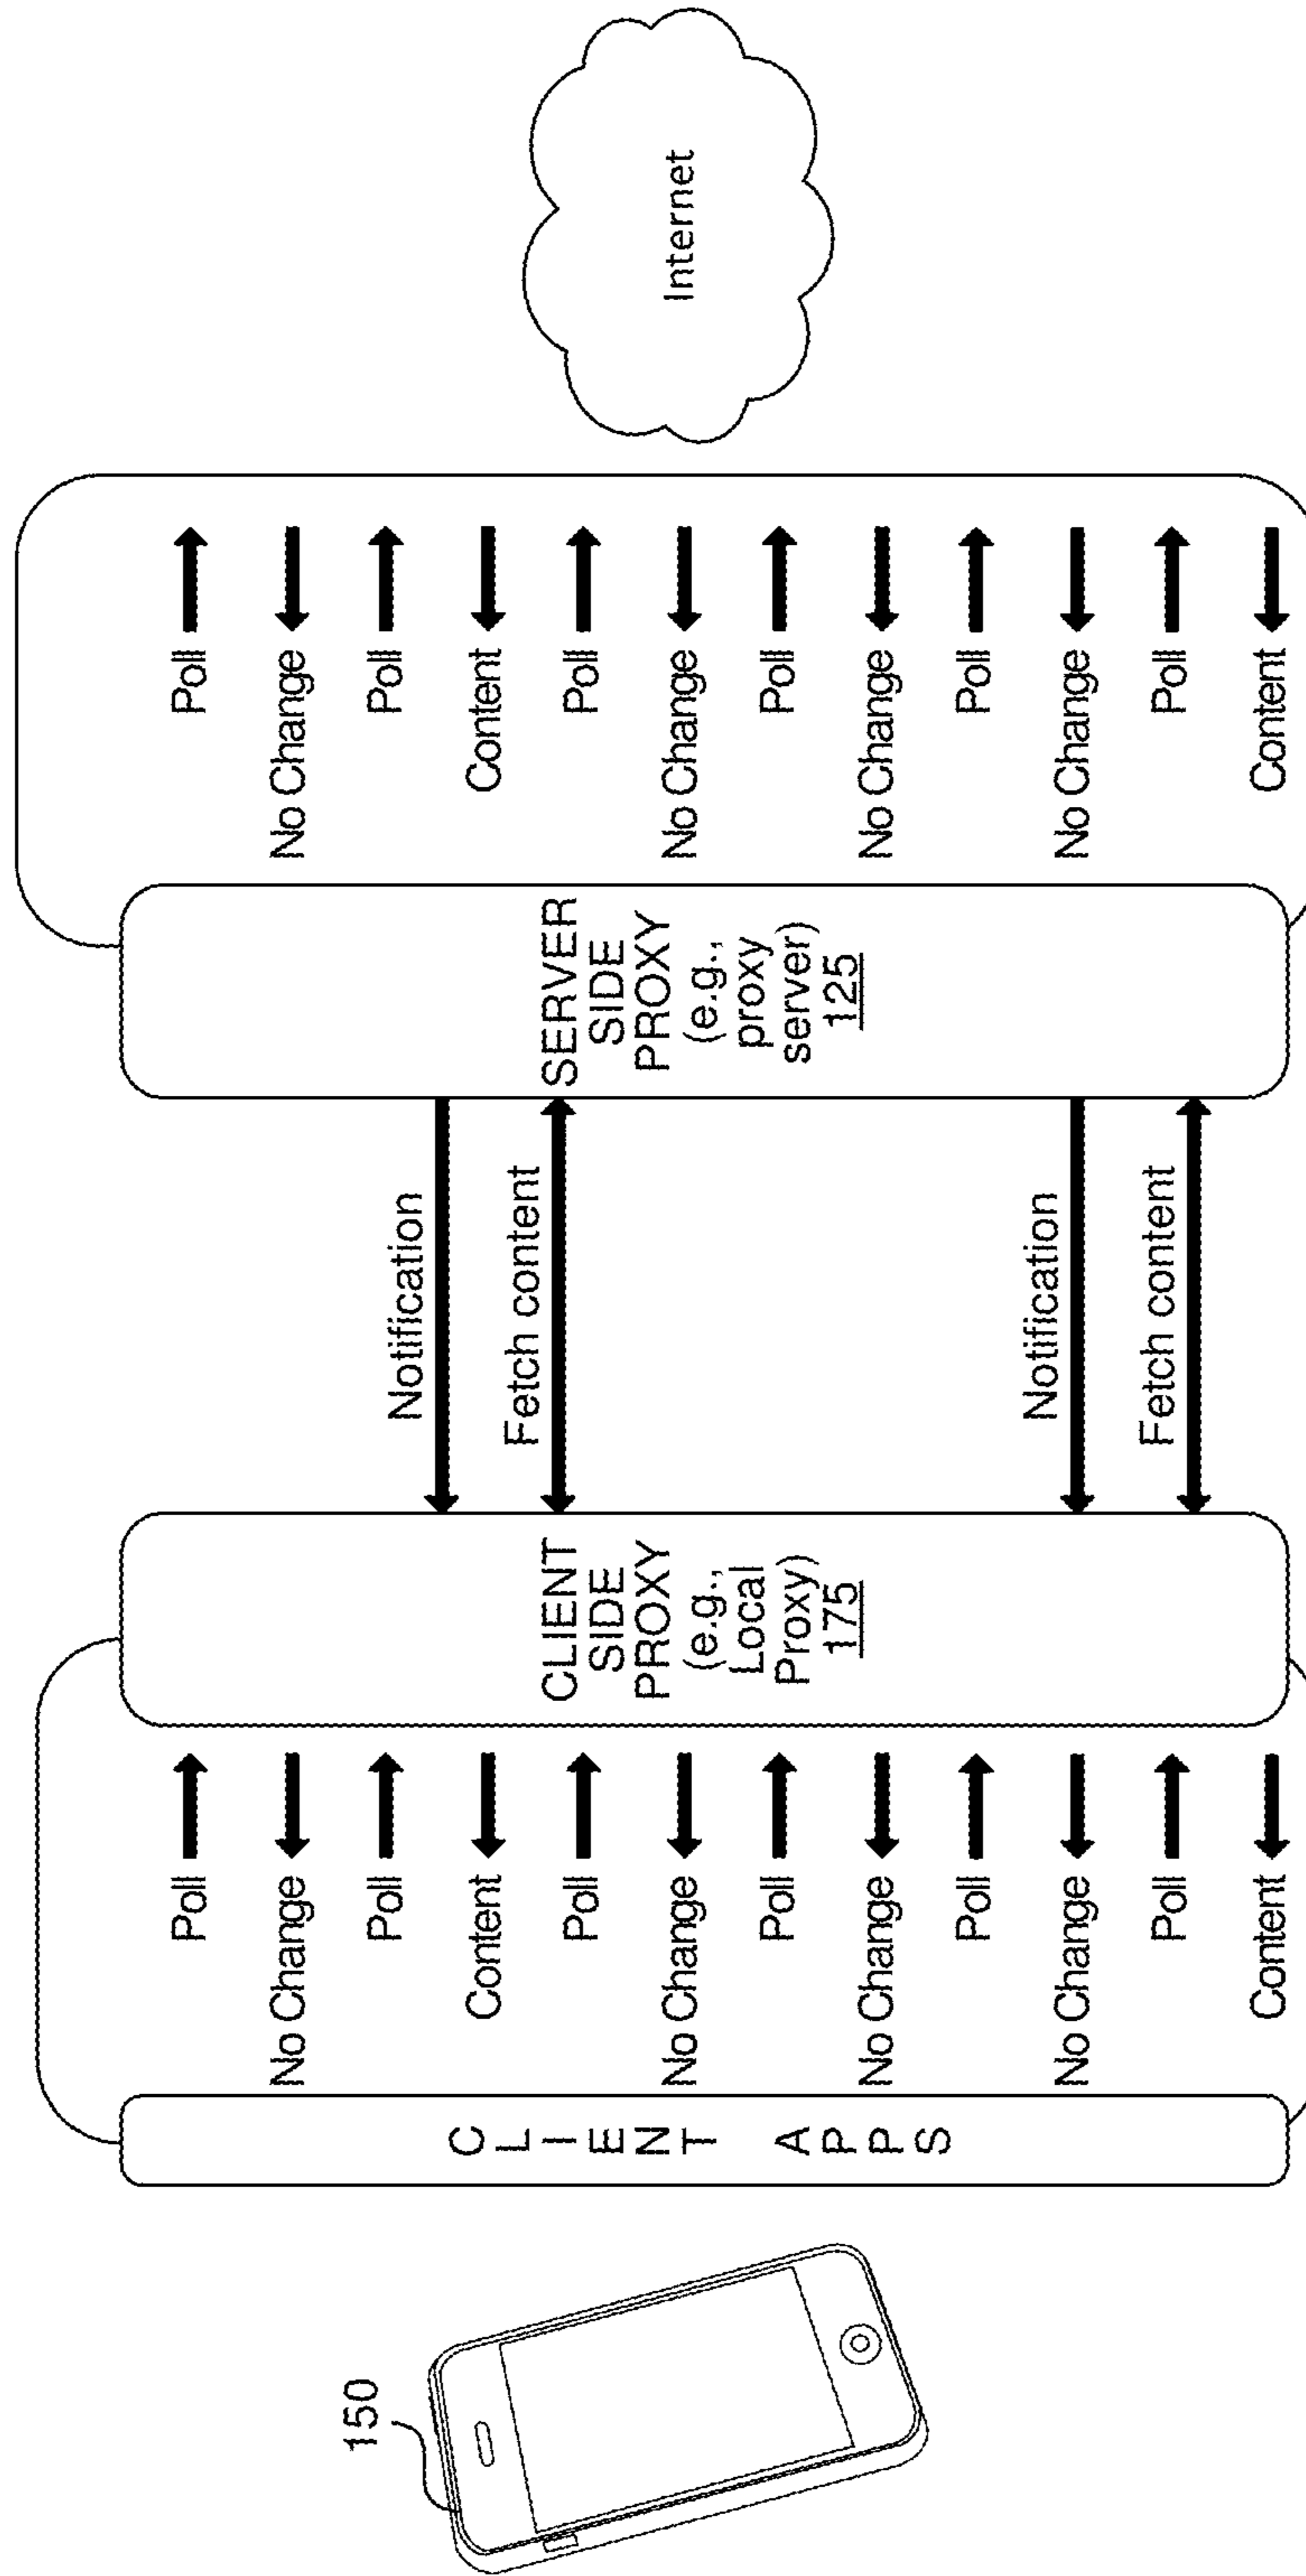 150
CLIENT APPS
Poll
No Change
Poll
Content
Poll
No Change
Poll
No Change
Poll
No Change
Poll
Content
CLIENT
SIDE
PROXY
(e.g.,
Local
Proxy)
175
Notification
Fetch content
Notification
Fetch content
SERVER
SIDE
PROXY
(e.g.,
proxy
server)
125
Poll
No Change
Poll
Content
Poll
No Change
Poll
No Change
Poll
No Change
Poll
Content
Internet